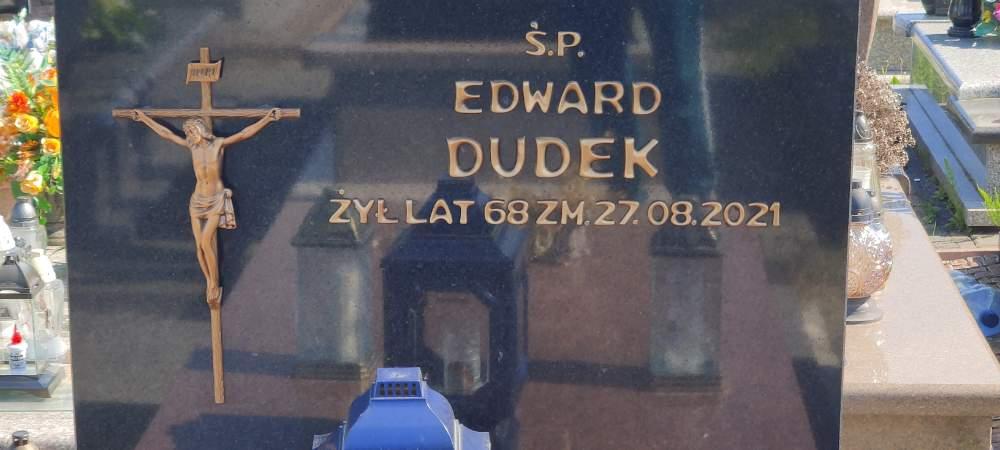 Ś.P.
EDWARD
DUDEK
ŻYŁ LAT 68 ZM. 27. 08. 2021